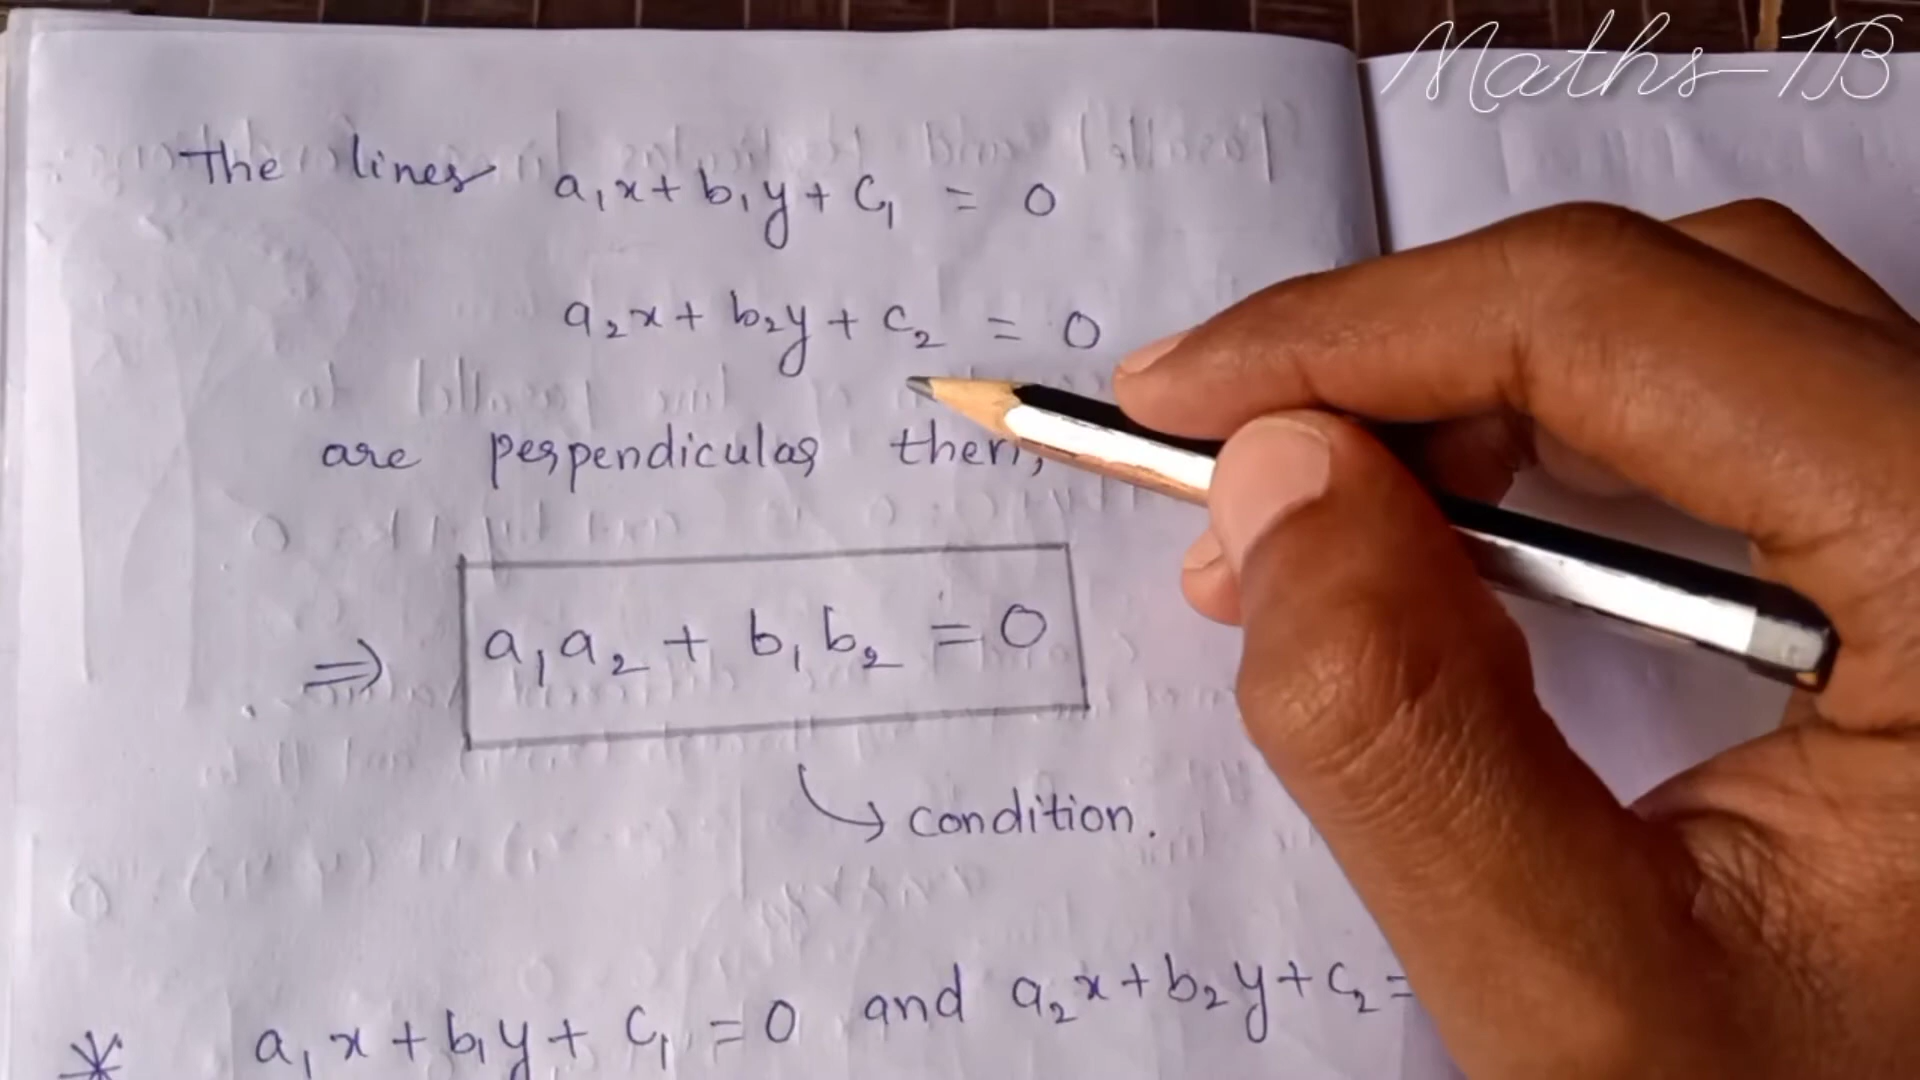 Maths-1B
The lines a₁x + b₁y + c₁ = 0
a₂x + b₂y + c₂ = 0
are perpendicular then,
⇒ a₁a₂ + b₁b₂ = 0
↳ condition.
* a₁x + b₁y + c₁ = 0 and a₂x + b₂y + c₂ =